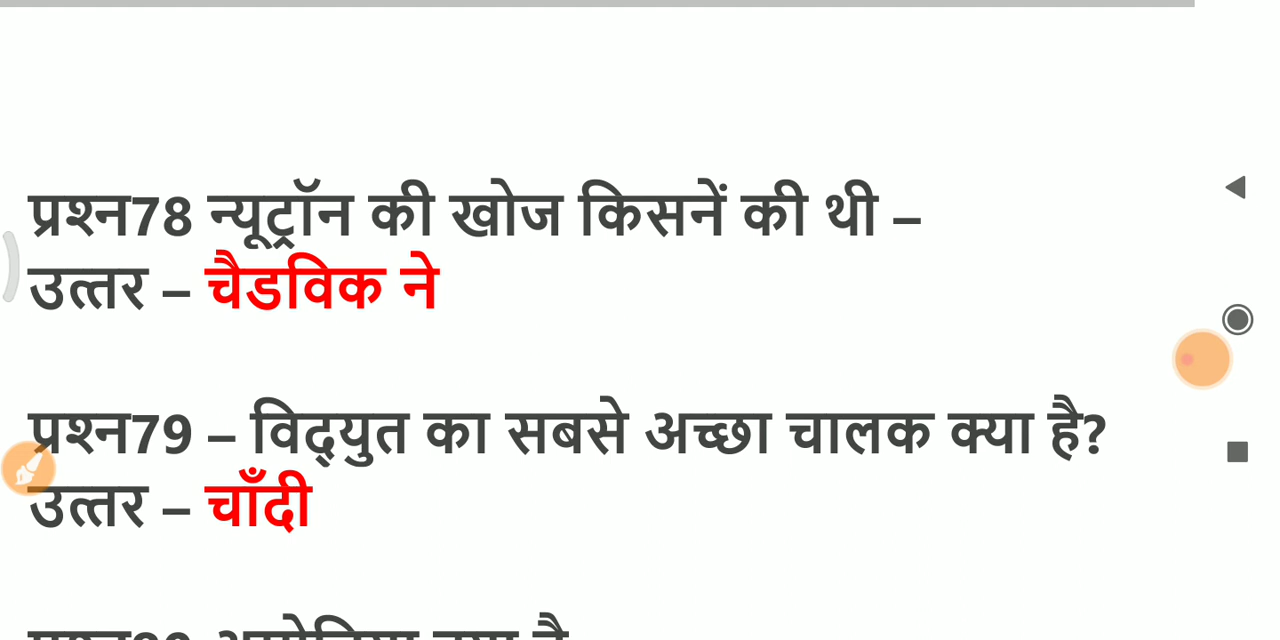 प्रश्न78 न्यूट्रॉन की खोज किसनें की थी –
उत्तर – चैडविक ने
प्रश्न79 – विद्युत का सबसे अच्छा चालक क्या है?
उत्तर – चाँदी